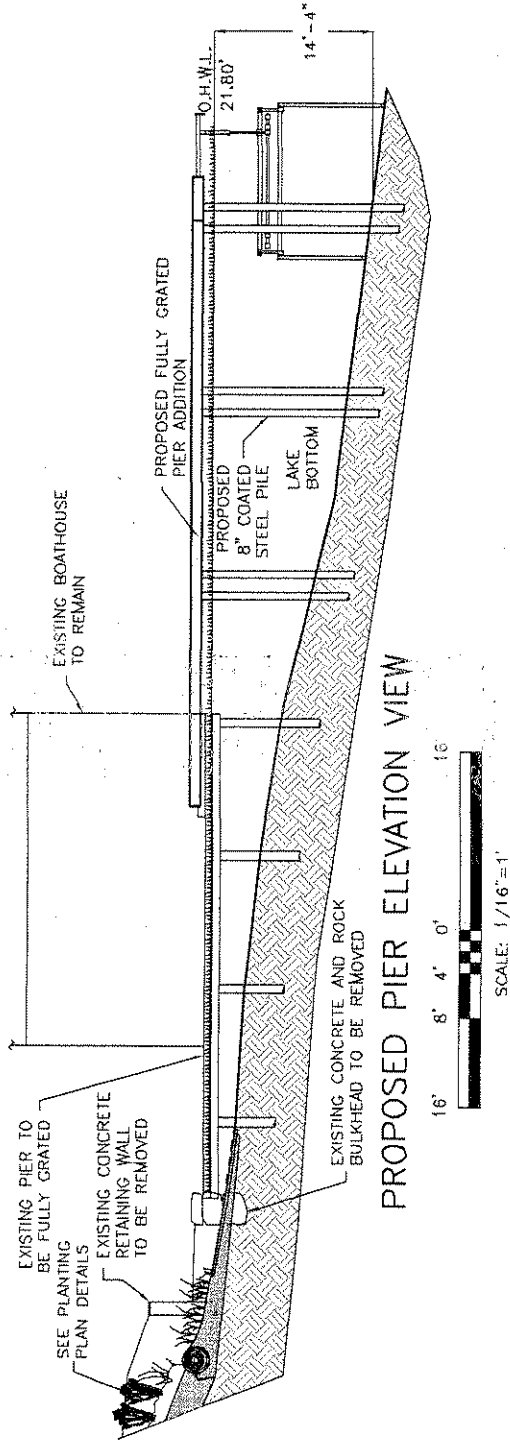 EXISTING PIER TO
BE FULLY GRATED
SEE PLANTING
PLAN DETAILS
EXISTING CONCRETE
RETAINING WALL
TO BE REMOVED
EXISTING BOATHOUSE
TO REMAIN
PROPOSED FULLY GRATED
PIER ADDITION
O.H.W.L.
21.80'
14'-4"
PROPOSED
8" COATED
STEEL PILE
LAKE
BOTTOM
EXISTING CONCRETE AND ROCK
BULKHEAD TO BE REMOVED
PROPOSED PIER ELEVATION VIEW
16' 8' 4' 0' 16'
SCALE: 1/16"=1'